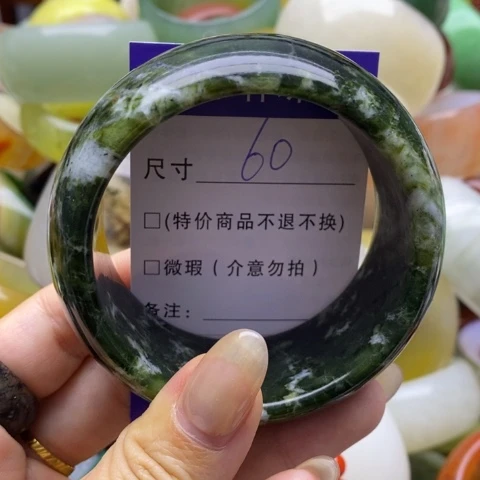 尺寸 60
□(特价商品不退不换)
□微瑕（介意勿拍）
备注：